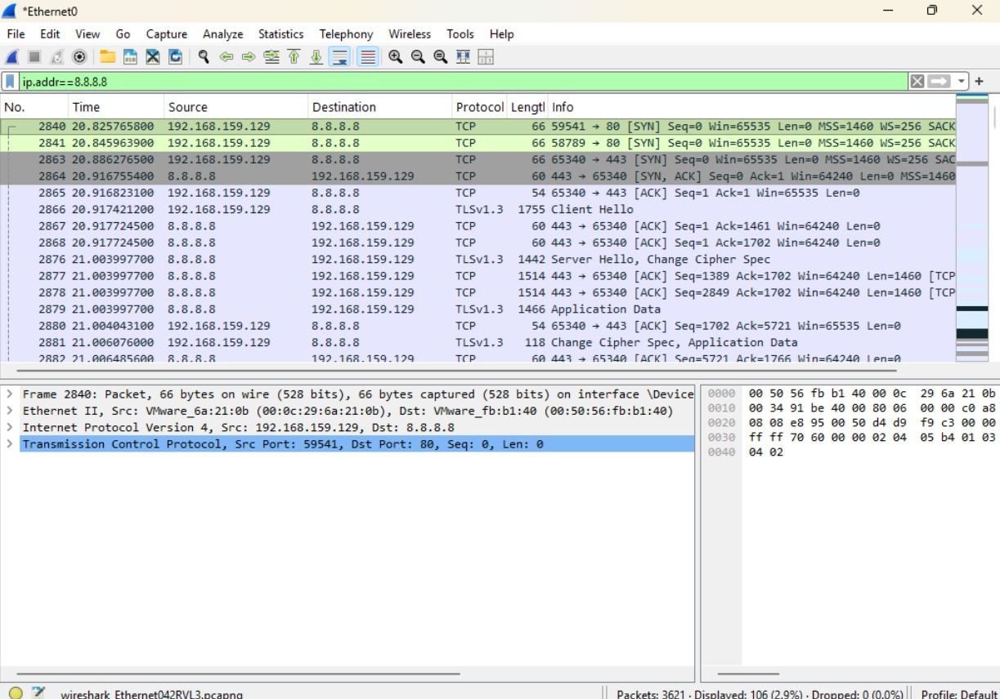 *Ethernet0
File Edit View Go Capture Analyze Statistics Telephony Wireless Tools Help
ip.addr==8.8.8.8
No. Time Source Destination Protocol Lengtl Info
2840 20.825765800 192.168.159.129 8.8.8.8 TCP 66 59541 → 80 [SYN] Seq=0 Win=65535 Len=0 MSS=1460 WS=256 SACK
2841 20.845963900 192.168.159.129 8.8.8.8 TCP 66 58789 → 80 [SYN] Seq=0 Win=65535 Len=0 MSS=1460 WS=256 SACK
2863 20.886276500 192.168.159.129 8.8.8.8 TCP 66 65340 → 443 [SYN] Seq=0 Win=65535 Len=0 MSS=1460 WS=256 SAC
2864 20.916755400 8.8.8.8 192.168.159.129 TCP 60 443 → 65340 [SYN, ACK] Seq=0 Ack=1 Win=64240 Len=0 MSS=1460
2865 20.916823100 192.168.159.129 8.8.8.8 TCP 54 65340 → 443 [ACK] Seq=1 Ack=1 Win=65535 Len=0
2866 20.917421200 192.168.159.129 8.8.8.8 TLSv1.3 1755 Client Hello
2867 20.917724500 8.8.8.8 192.168.159.129 TCP 60 443 → 65340 [ACK] Seq=1 Ack=1461 Win=64240 Len=0
2868 20.917724500 8.8.8.8 192.168.159.129 TCP 60 443 → 65340 [ACK] Seq=1 Ack=1702 Win=64240 Len=0
2876 21.003997700 8.8.8.8 192.168.159.129 TLSv1.3 1442 Server Hello, Change Cipher Spec
2877 21.003997700 8.8.8.8 192.168.159.129 TCP 1514 443 → 65340 [ACK] Seq=1389 Ack=1702 Win=64240 Len=1460 [TCP
2878 21.003997700 8.8.8.8 192.168.159.129 TCP 1514 443 → 65340 [ACK] Seq=2849 Ack=1702 Win=64240 Len=1460 [TCP
2879 21.003997700 8.8.8.8 192.168.159.129 TLSv1.3 1466 Application Data
2880 21.004043100 192.168.159.129 8.8.8.8 TCP 54 65340 → 443 [ACK] Seq=1702 Ack=5721 Win=65535 Len=0
2881 21.006076000 192.168.159.129 8.8.8.8 TLSv1.3 118 Change Cipher Spec, Application Data
2882 21.006485600 8.8.8.8 192.168.159.129 TCP 60 443 → 65340 [ACK] Seq=5721 Ack=1766 Win=64240 Len=0
Frame 2840: Packet, 66 bytes on wire (528 bits), 66 bytes captured (528 bits) on interface \Device
Ethernet II, Src: VMware_6a:21:0b (00:0c:29:6a:21:0b), Dst: VMware_fb:b1:40 (00:50:56:fb:b1:40)
Internet Protocol Version 4, Src: 192.168.159.129, Dst: 8.8.8.8
Transmission Control Protocol, Src Port: 59541, Dst Port: 80, Seq: 0, Len: 0
0000 00 50 56 fb b1 40 00 0c 29 6a 21 0b
0010 00 34 91 be 40 00 80 06 00 00 c0 a8
0020 08 08 e8 95 00 50 d4 d9 f9 c3 00 00
0030 ff ff 70 60 00 00 02 04 05 b4 01 03
0040 04 02
wireshark_Ethernet042RVL3.pcapng Packets: 3621 · Displayed: 106 (2.9%) · Dropped: 0 (0.0%) Profile: Default